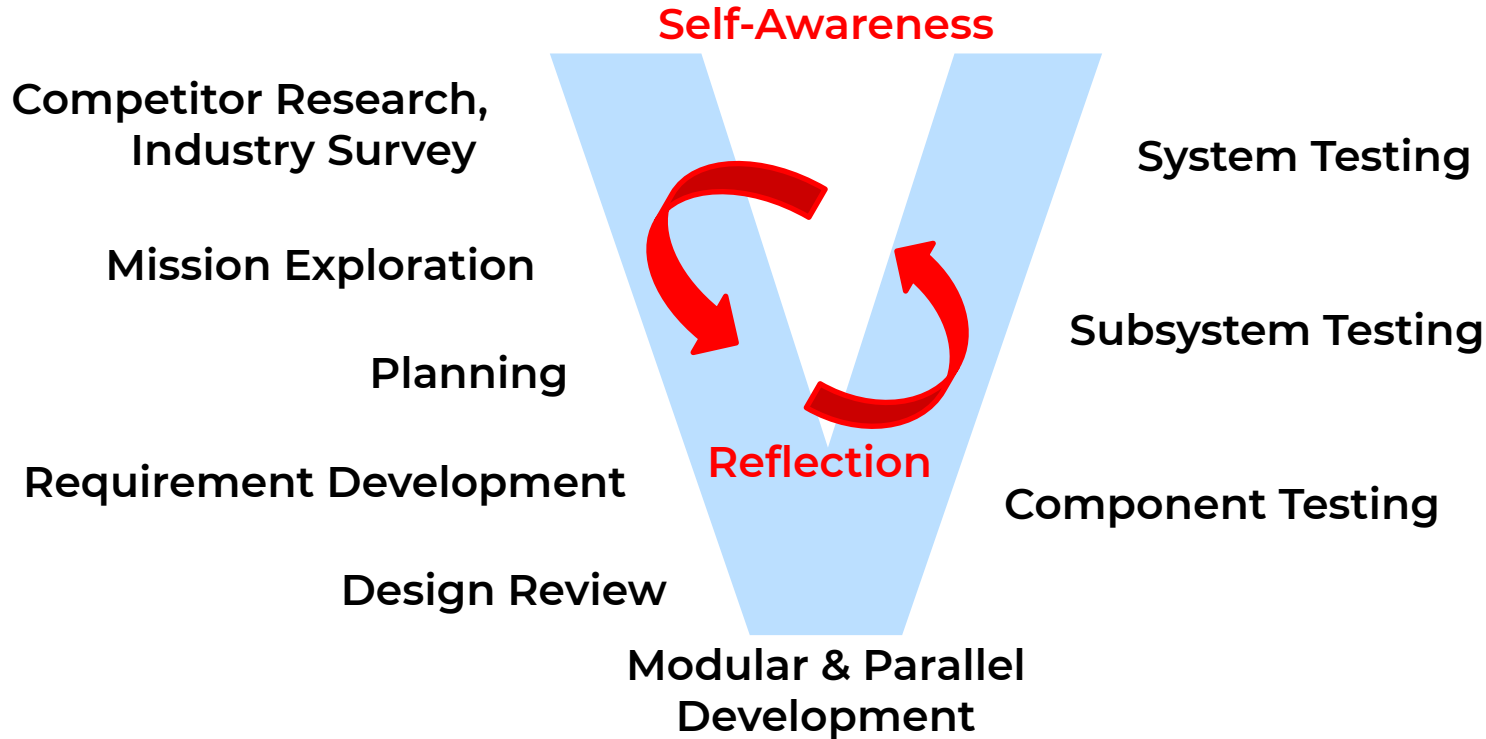 Self-Awareness
Competitor Research,
Industry Survey
Mission Exploration
Planning
Requirement Development
Design Review
Modular & Parallel
Development
Reflection
System Testing
Subsystem Testing
Component Testing